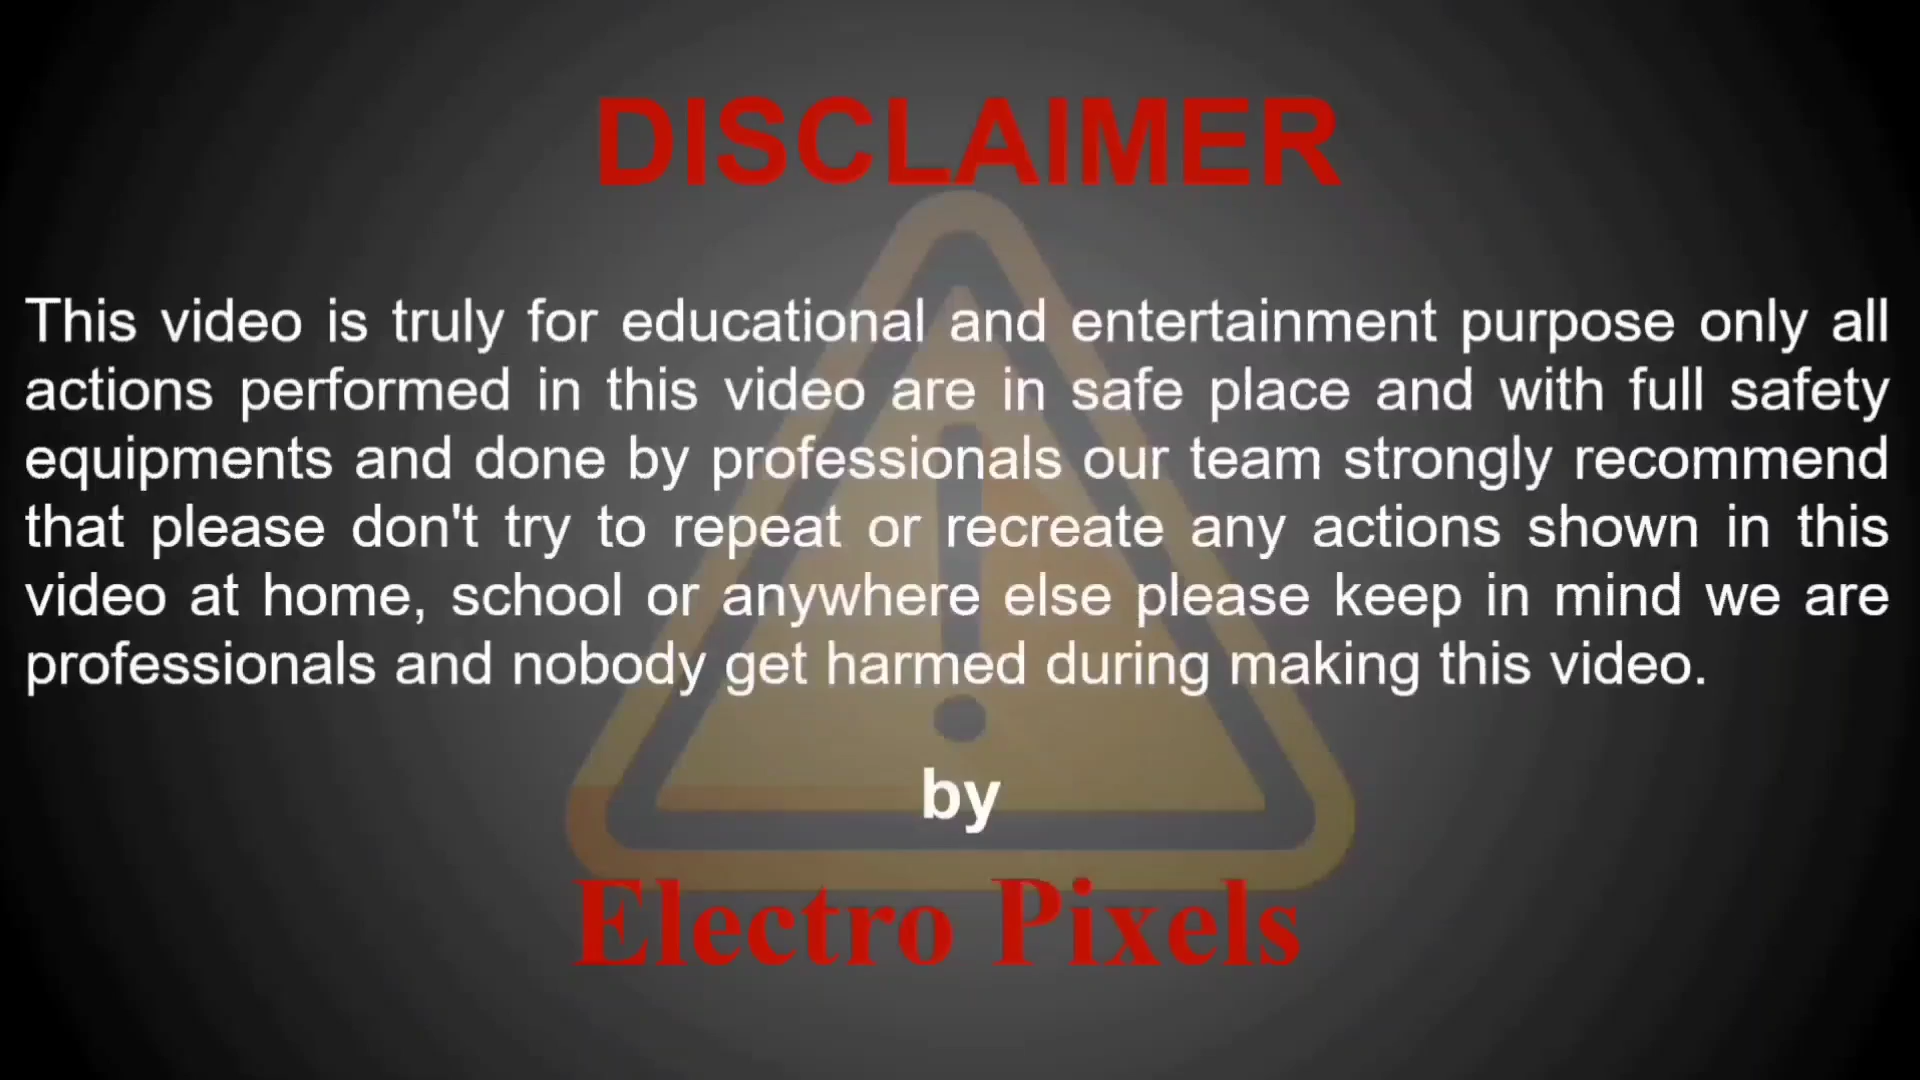 DISCLAIMER
This video is truly for educational and entertainment purpose only all
actions performed in this video are in safe place and with full safety
equipments and done by professionals our team strongly recommend
that please don't try to repeat or recreate any actions shown in this
video at home, school or anywhere else please keep in mind we are
professionals and nobody get harmed during making this video.
by
Electro Pixels